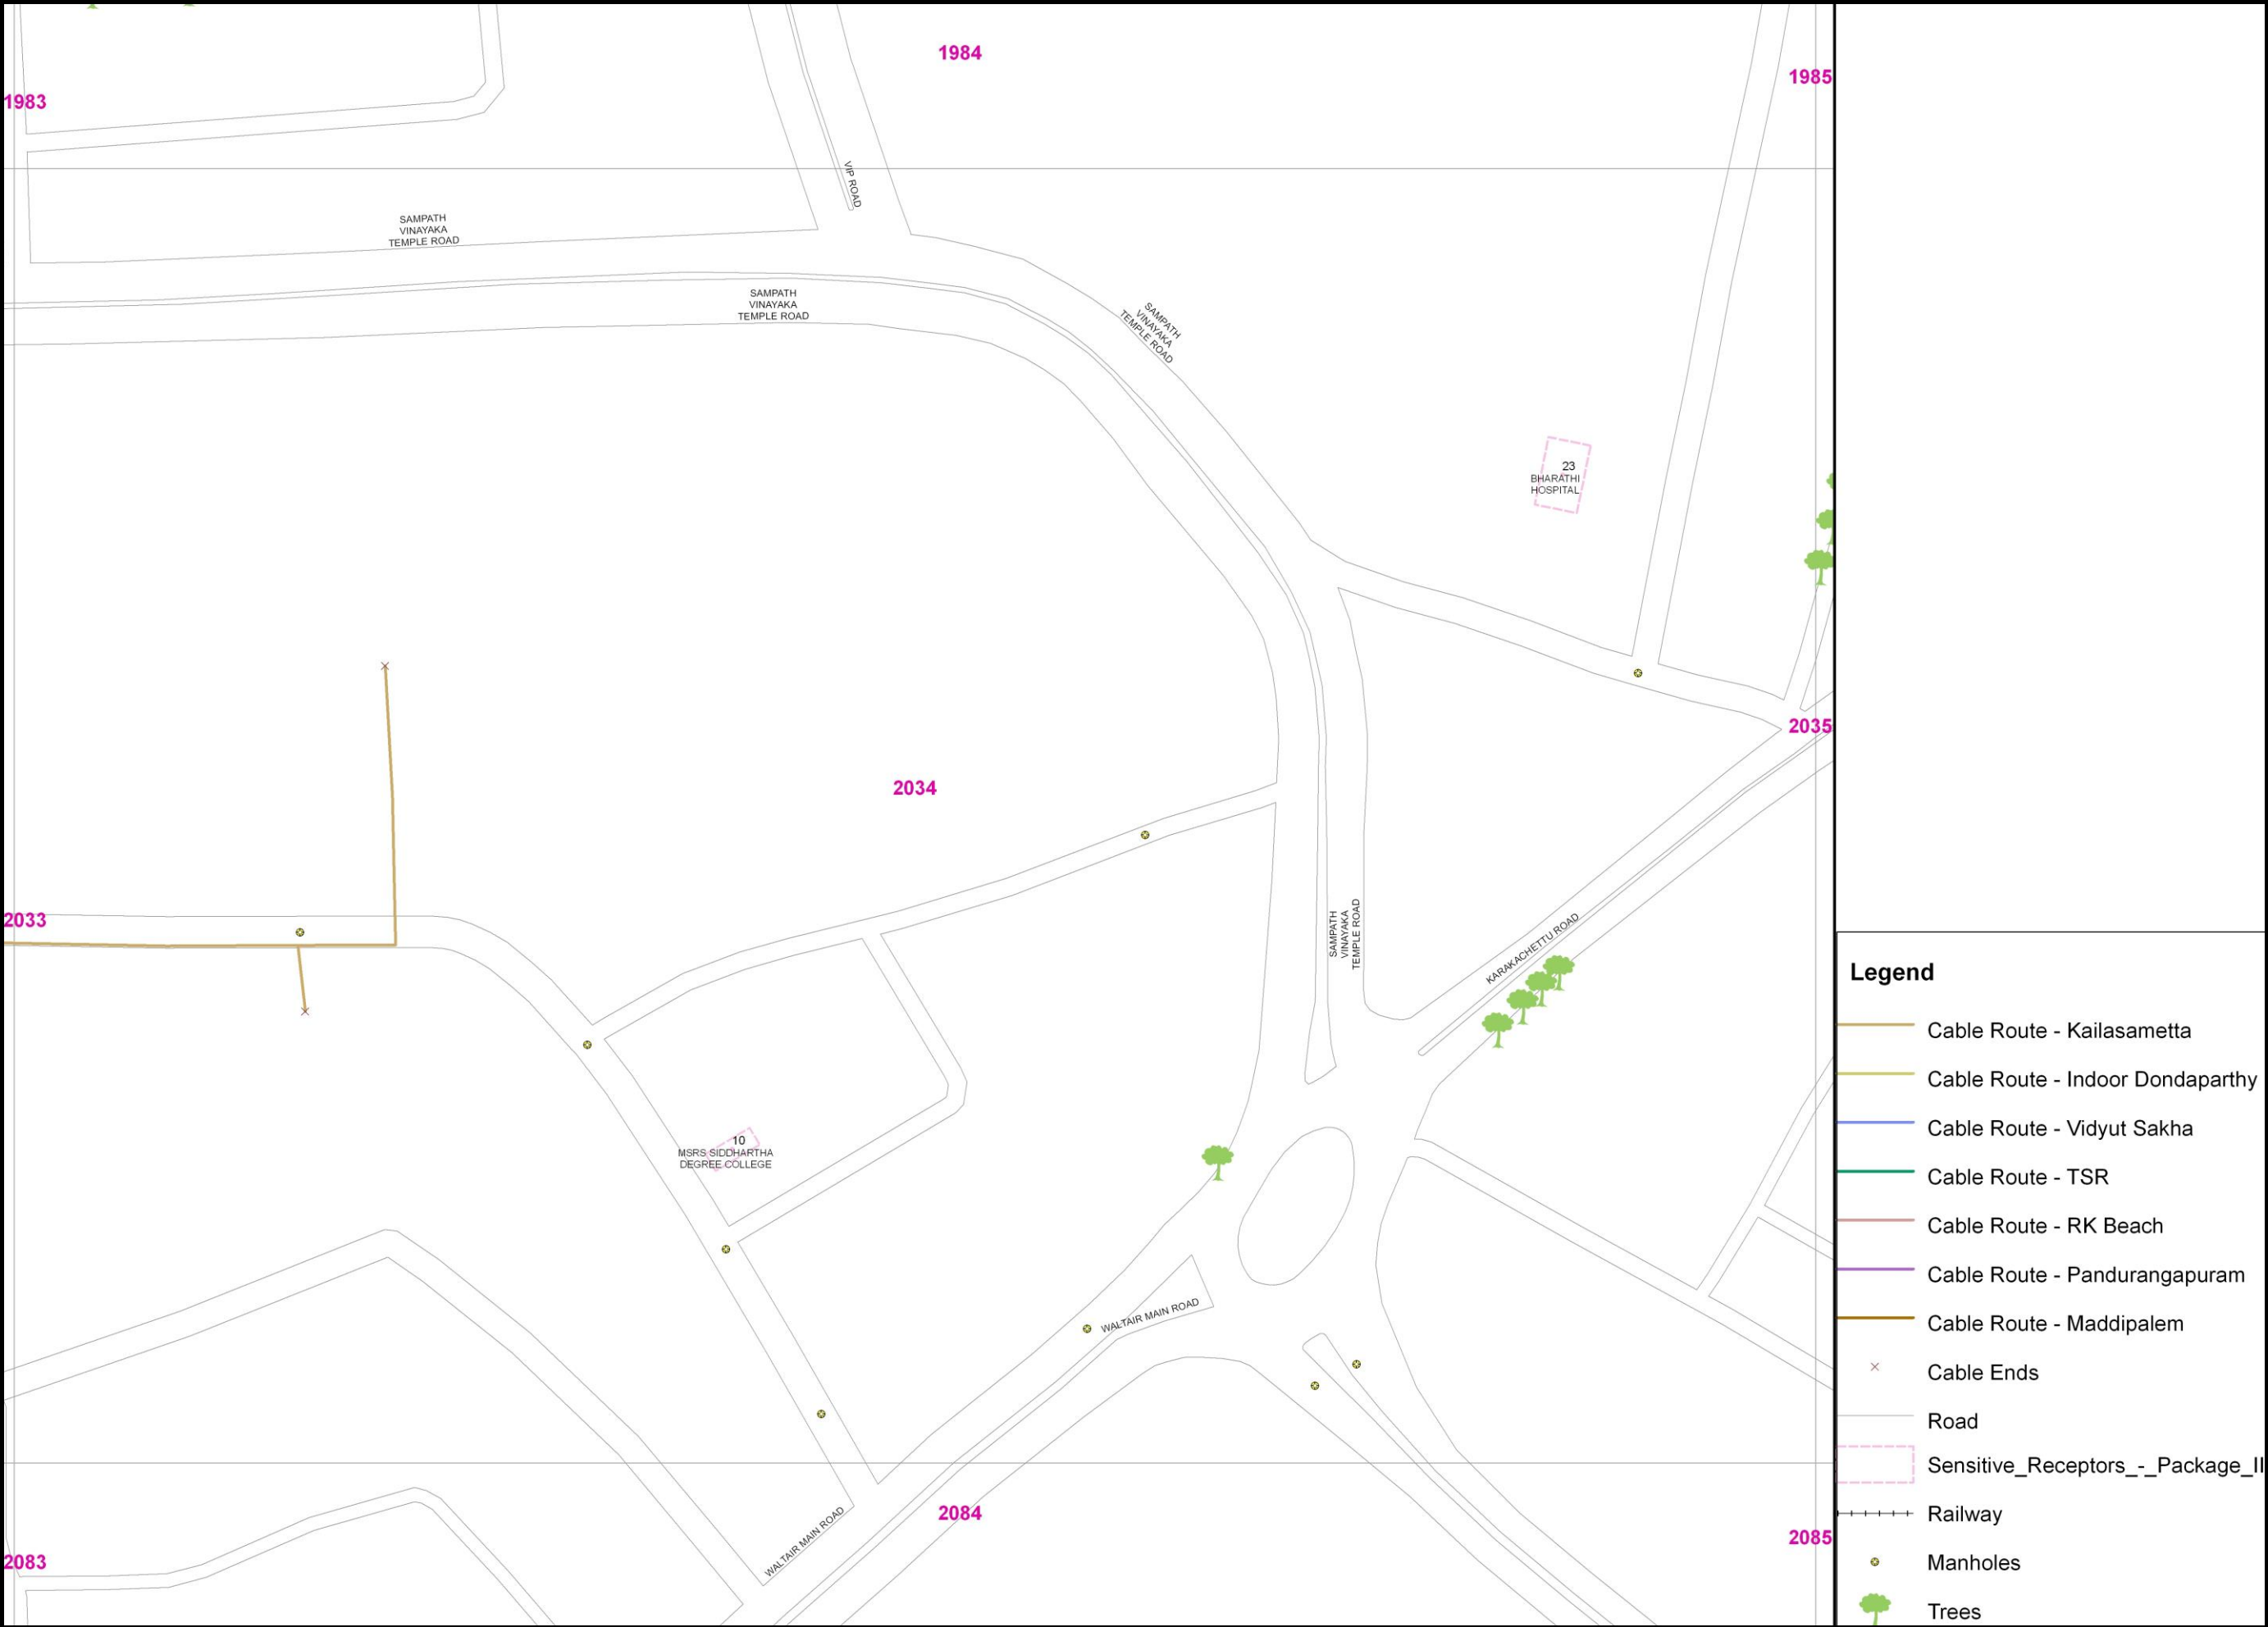 1984
1985
1983
VIP ROAD
SAMPATH
VINAYAKA
TEMPLE ROAD
SAMPATH
VINAYAKA
TEMPLE ROAD
SAMPATH
VINAYAKA
TEMPLE ROAD
23
BHARATHI
HOSPITAL
2035
2034
2033
SAMPATH
VINAYAKA
TEMPLE ROAD
KARAKACHETTU ROAD
10
MSRS SIDDHARTHA
DEGREE COLLEGE
WALTAIR MAIN ROAD
WALTAIR MAIN ROAD
2084
2085
2083
Legend
Cable Route - Kailasametta
Cable Route - Indoor Dondaparthy
Cable Route - Vidyut Sakha
Cable Route - TSR
Cable Route - RK Beach
Cable Route - Pandurangapuram
Cable Route - Maddipalem
Cable Ends
Road
Sensitive_Receptors_-_Package_II
Railway
Manholes
Trees